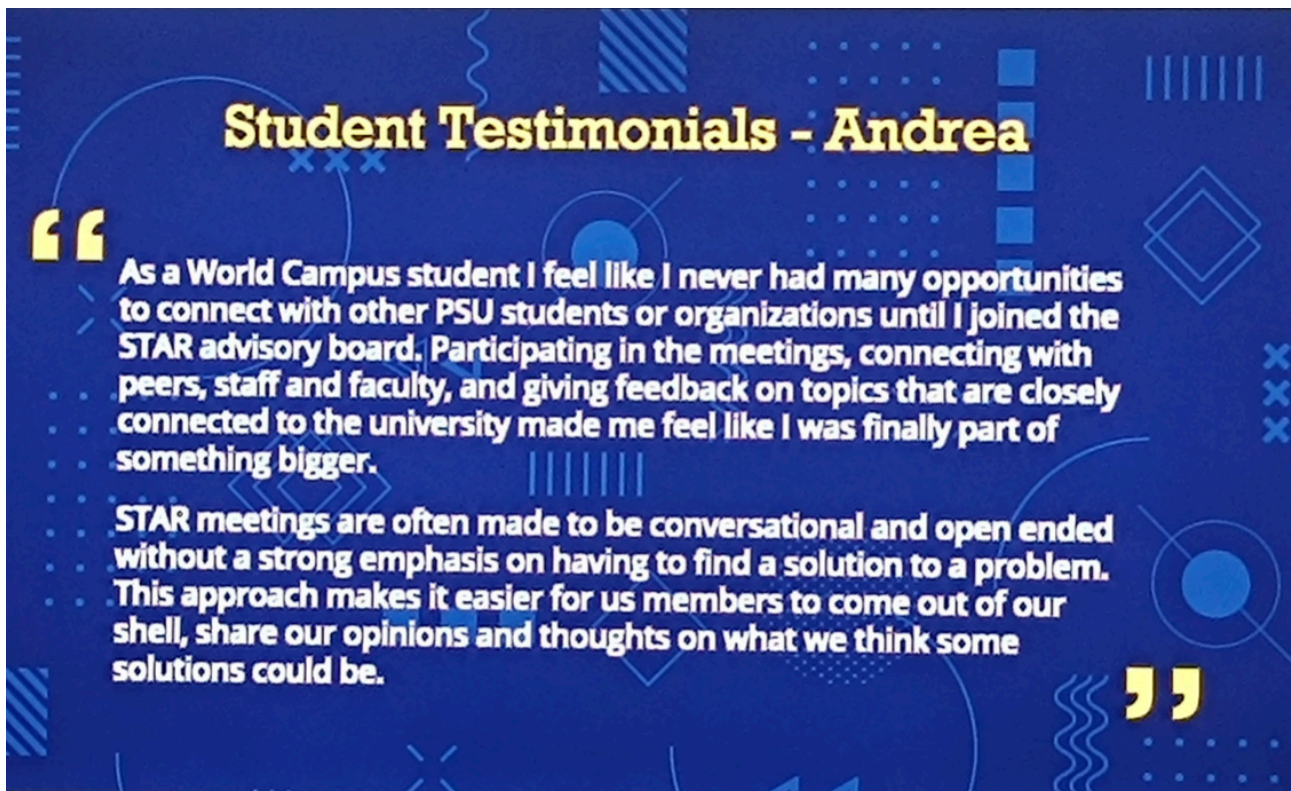 Student Testimonials - Andrea
“
As a World Campus student I feel like I never had many opportunities
to connect with other PSU students or organizations until I joined the
STAR advisory board. Participating in the meetings, connecting with
peers, staff and faculty, and giving feedback on topics that are closely
connected to the university made me feel like I was finally part of
something bigger.
STAR meetings are often made to be conversational and open ended
without a strong emphasis on having to find a solution to a problem.
This approach makes it easier for us members to come out of our
shell, share our opinions and thoughts on what we think some
solutions could be.
”